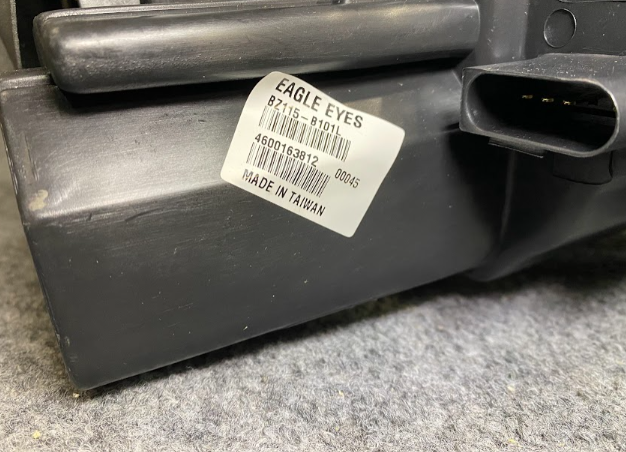 EAGLE EYES
BZ115-B101L
4600163812 00045
MADE IN TAIWAN